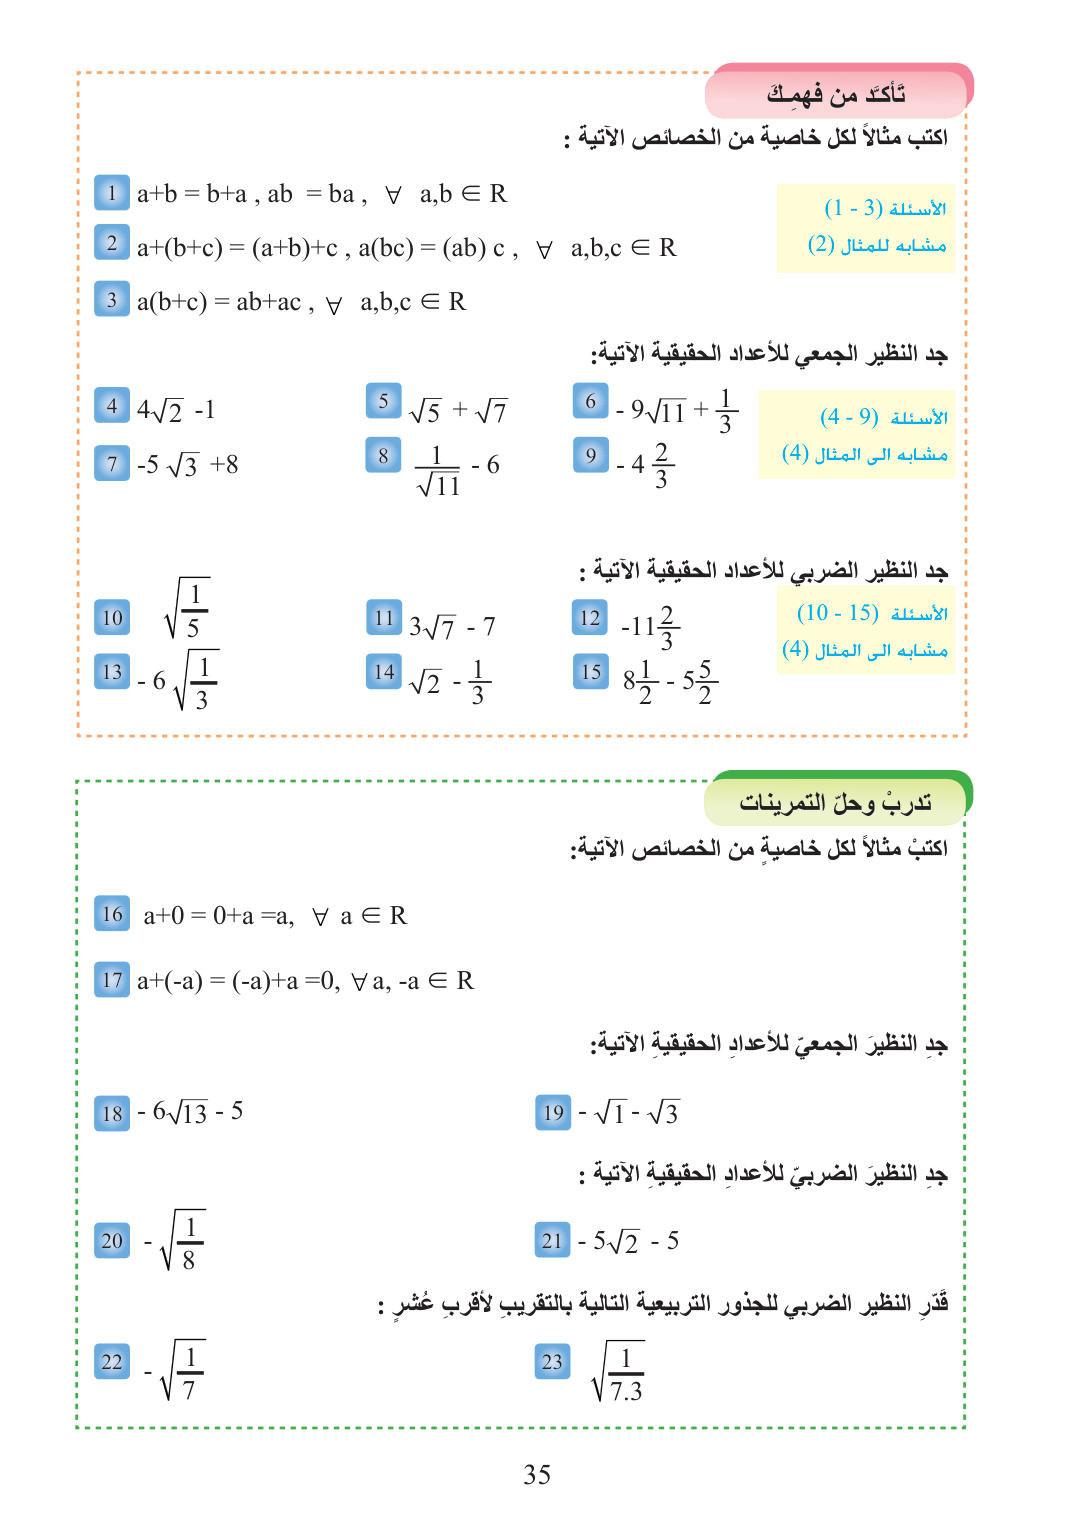 تَأكـَّد من فهمِـكَ
اكتب مثالاً لكل خاصية من الخصائص الآتية :
1 a+b = b+a , ab = ba , ∀ a,b ∈ R
الأسئلة (3 - 1)
2 a+(b+c) = (a+b)+c , a(bc) = (ab) c , ∀ a,b,c ∈ R
مشابه للمثال (2)
3 a(b+c) = ab+ac , ∀ a,b,c ∈ R
جد النظير الجمعي للأعداد الحقيقية الآتية:
4 4√2 -1 5 √5 + √7 6 - 9√11 + 1/3
الأسئلة (9 - 4)
7 -5 √3 +8 8 1/√11 - 6 9 - 4 2/3
مشابه الى المثال (4)
جد النظير الضربي للأعداد الحقيقية الآتية :
10 √(1/5) 11 3√7 - 7 12 -11 2/3
الأسئلة (15 - 10)
13 - 6 √(1/3) 14 √2 - 1/3 15 8 1/2 - 5 5/2
مشابه الى المثال (4)
تدربْ وحلّ التمرينات
اكتبْ مثالاً لكل خاصيةٍ من الخصائص الآتية:
16 a+0 = 0+a =a, ∀ a ∈ R
17 a+(-a) = (-a)+a =0, ∀ a, -a ∈ R
جدِ النظيرَ الجمعيّ للأعدادِ الحقيقيةِ الآتية:
18 - 6√13 - 5 19 - √1 - √3
جدِ النظيرَ الضربيّ للأعدادِ الحقيقيةِ الآتية :
20 - √(1/8) 21 - 5√2 - 5
قَدّرِ النظير الضربي للجذور التربيعية التالية بالتقريبِ لأقربِ عُشرٍ :
22 - √(1/7) 23 √(1/7.3)
35